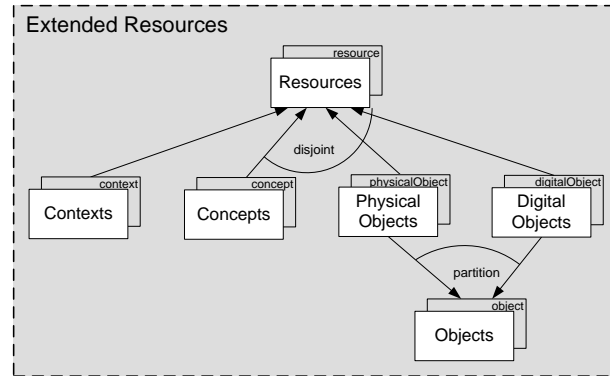 Extended Resources
resource
Resources
disjoint
context
Contexts
concept
Concepts
physicalObject
Physical
Objects
digitalObject
Digital
Objects
partition
object
Objects